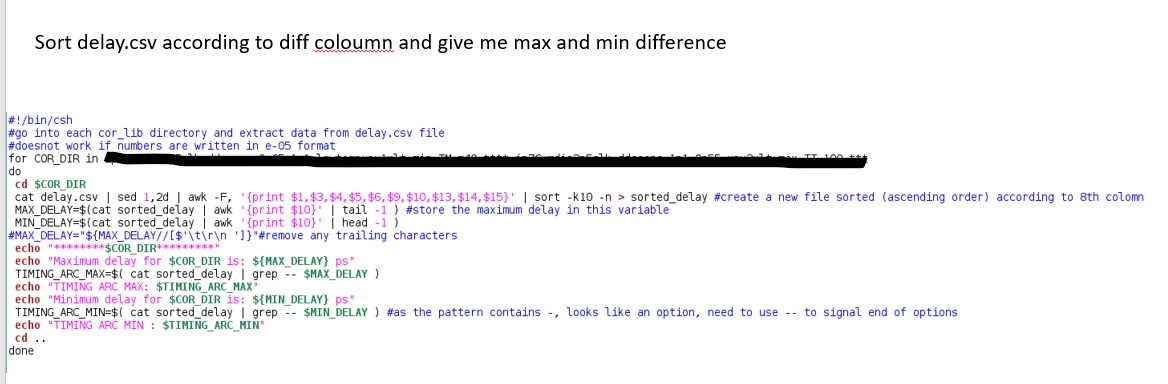 Sort delay.csv according to diff coloumn and give me max and min difference
#!/bin/csh
#go into each cor_lib directory and extract data from delay.csv file
#doesnot work if numbers are written in e-05 format
for COR_DIR in
do
cd $COR_DIR
cat delay.csv | sed 1,2d | awk -F, '{print $1,$3,$4,$5,$6,$9,$10,$13,$14,$15}' | sort -k10 -n > sorted_delay #create a new file sorted (ascending order) according to 8th colomn
MAX_DELAY=$(cat sorted_delay | awk '{print $10}' | tail -1 ) #store the maximum delay in this variable
MIN_DELAY=$(cat sorted_delay | awk '{print $10}' | head -1 )
#MAX_DELAY="${MAX_DELAY//[$'\t\r\n ']}"#remove any trailing characters
echo "********$COR_DIR*********"
echo "Maximum delay for $COR_DIR is: ${MAX_DELAY} ps"
TIMING_ARC_MAX=$( cat sorted_delay | grep -- $MAX_DELAY )
echo "TIMING ARC MAX: $TIMING_ARC_MAX"
echo "Minimum delay for $COR_DIR is: ${MIN_DELAY} ps"
TIMING_ARC_MIN=$( cat sorted_delay | grep -- $MIN_DELAY ) #as the pattern contains -, looks like an option, need to use -- to signal end of options
echo "TIMING ARC MIN : $TIMING_ARC_MIN"
cd ..
done